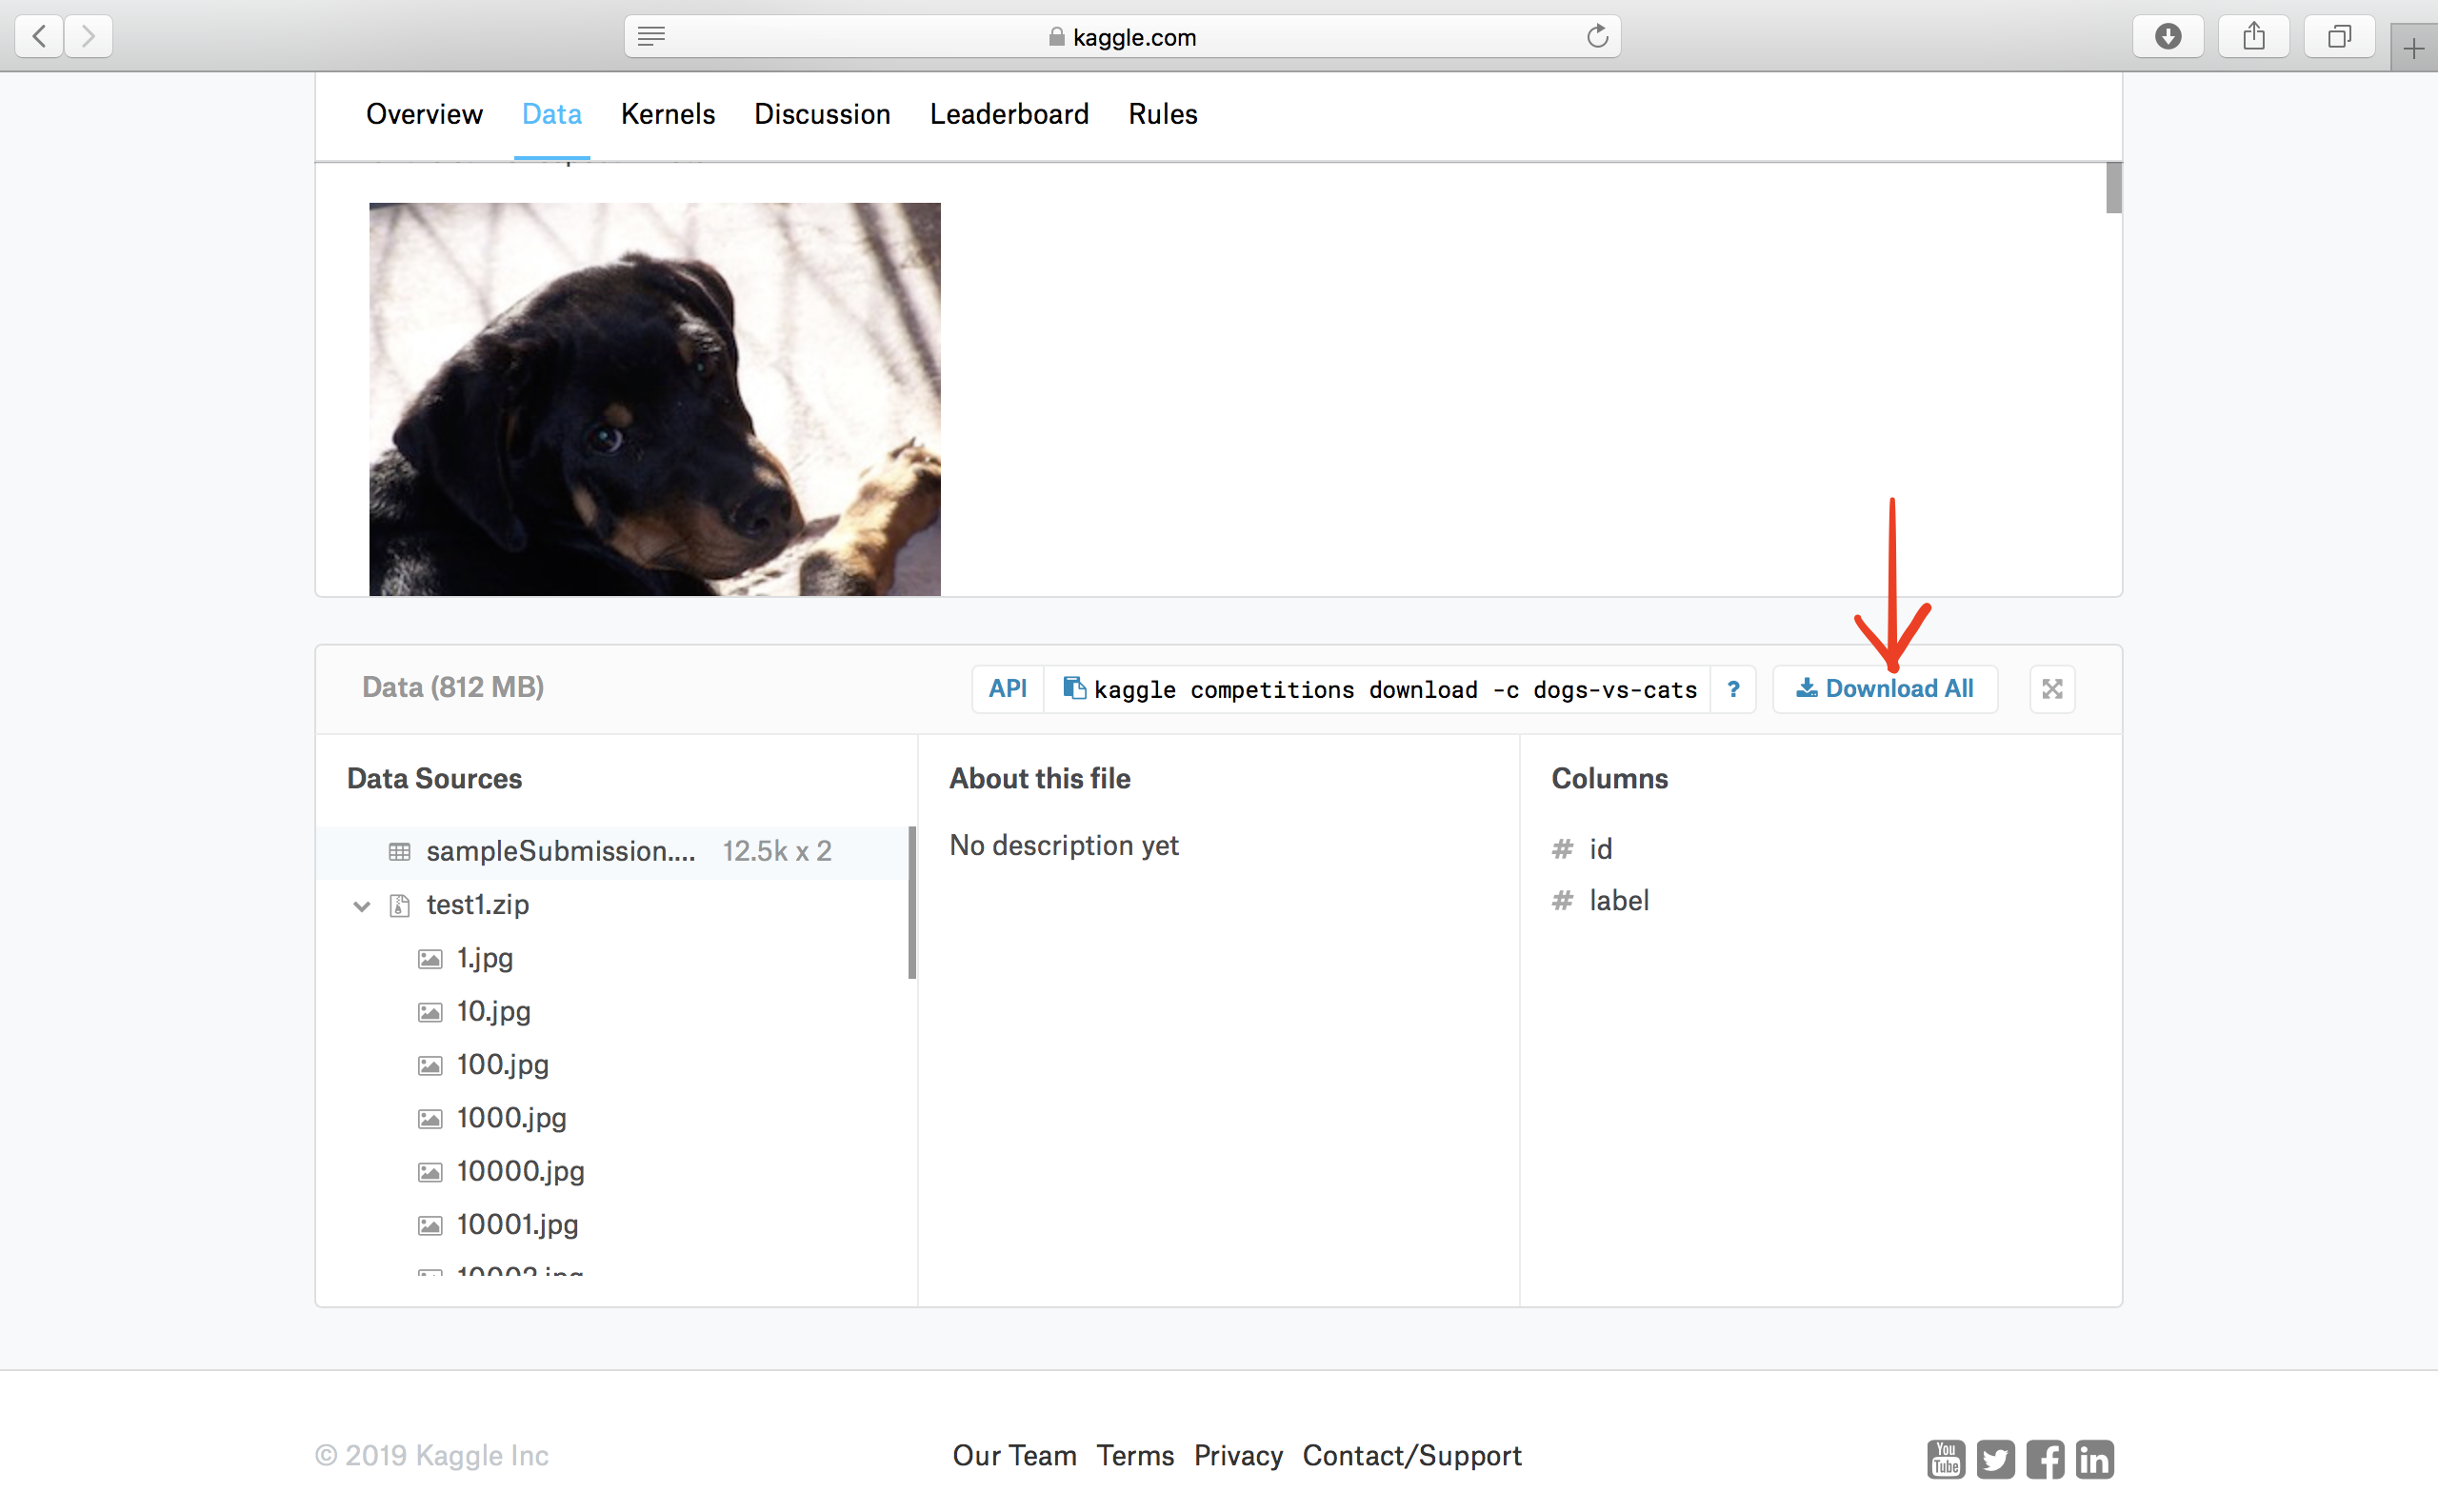 kaggle.com
Overview Data Kernels Discussion Leaderboard Rules
Data (812 MB) API kaggle competitions download -c dogs-vs-cats ? Download All
Data Sources About this file Columns
sampleSubmission.... 12.5k x 2 No description yet # id
test1.zip # label
1.jpg
10.jpg
100.jpg
1000.jpg
10000.jpg
10001.jpg
© 2019 Kaggle Inc Our Team Terms Privacy Contact/Support You Tube